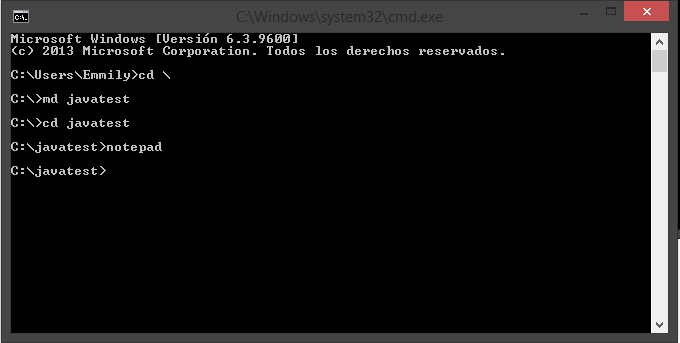 C:\Windows\system32\cmd.exe
Microsoft Windows [Versión 6.3.9600]
(c) 2013 Microsoft Corporation. Todos los derechos reservados.
C:\Users\Emmily>cd \
C:\>md javatest
C:\>cd javatest
C:\javatest>notepad
C:\javatest>